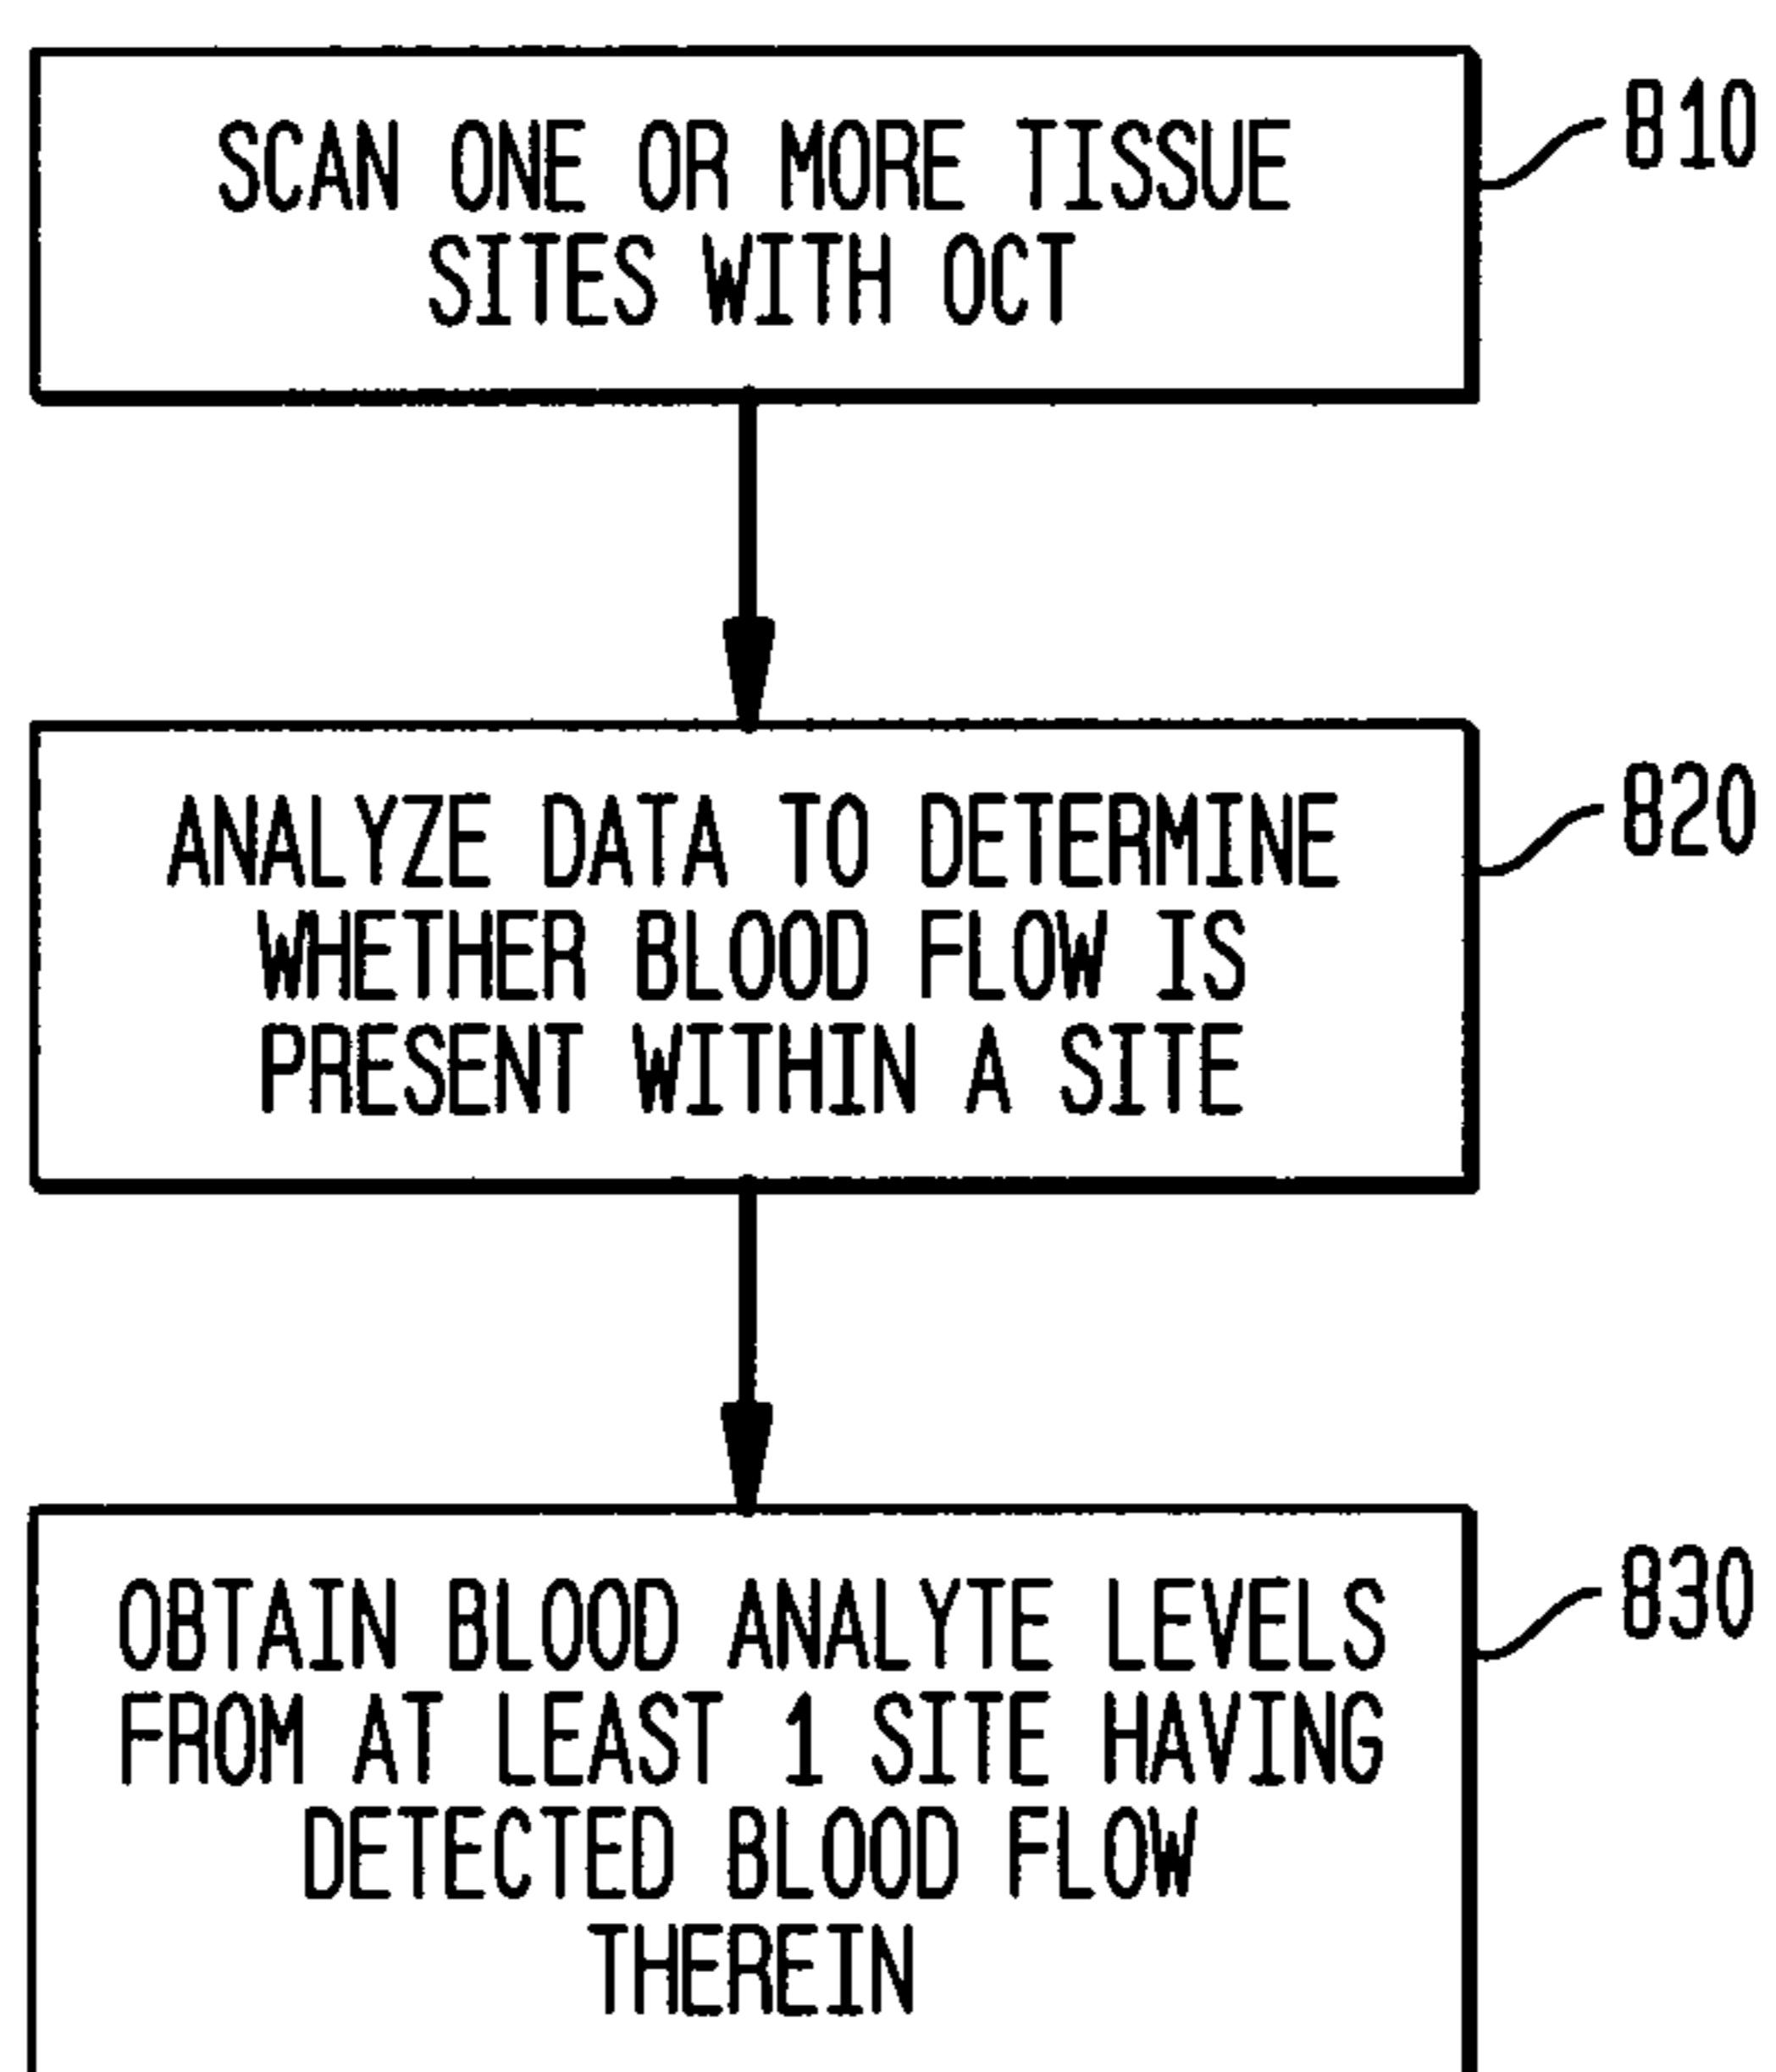 SCAN ONE OR MORE TISSUE
SITES WITH OCT
810
ANALYZE DATA TO DETERMINE
WHETHER BLOOD FLOW IS
PRESENT WITHIN A SITE
820
OBTAIN BLOOD ANALYTE LEVELS
FROM AT LEAST 1 SITE HAVING
DETECTED BLOOD FLOW
THEREIN
830